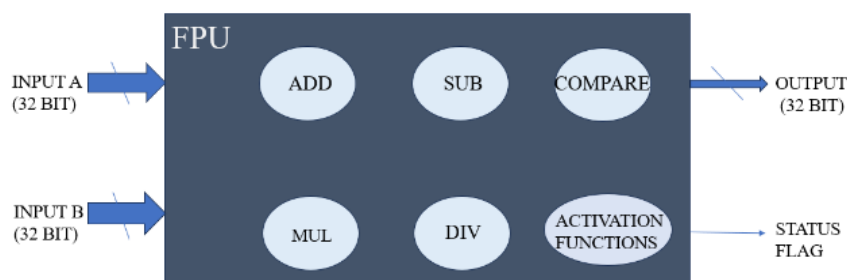 FPU
INPUT A
(32 BIT)
ADD
SUB
COMPARE
OUTPUT
(32 BIT)
INPUT B
(32 BIT)
MUL
DIV
ACTIVATION
FUNCTIONS
STATUS
FLAG